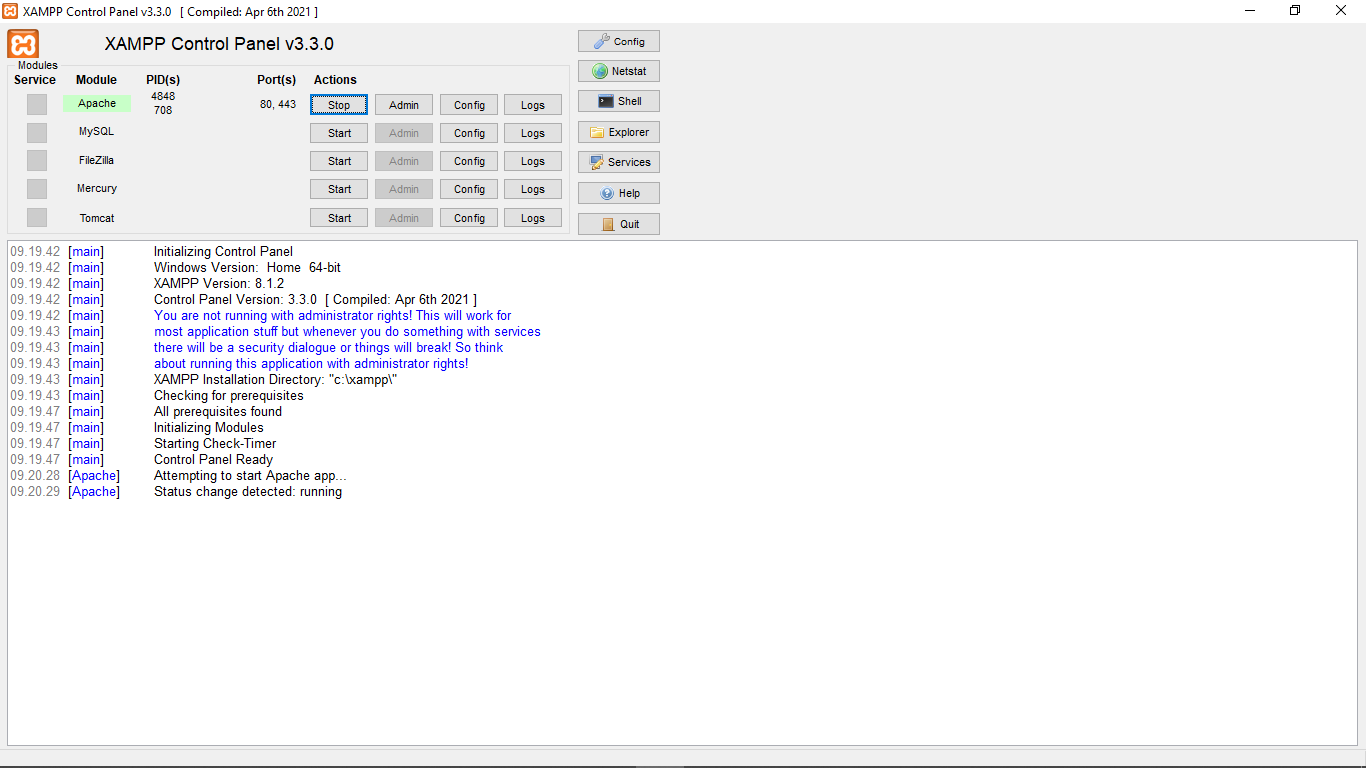 XAMPP Control Panel v3.3.0 [ Compiled: Apr 6th 2021 ]
XAMPP Control Panel v3.3.0
Config
Modules
Service Module PID(s) Port(s) Actions
Netstat
Apache 4848 80, 443 Stop Admin Config Logs
708
Shell
MySQL Start Admin Config Logs
Explorer
FileZilla Start Admin Config Logs
Services
Mercury Start Admin Config Logs
Help
Tomcat Start Admin Config Logs
Quit
09.19.42 [main] Initializing Control Panel
09.19.42 [main] Windows Version: Home 64-bit
09.19.42 [main] XAMPP Version: 8.1.2
09.19.42 [main] Control Panel Version: 3.3.0 [ Compiled: Apr 6th 2021 ]
09.19.42 [main] You are not running with administrator rights! This will work for
09.19.43 [main] most application stuff but whenever you do something with services
09.19.43 [main] there will be a security dialogue or things will break! So think
09.19.43 [main] about running this application with administrator rights!
09.19.43 [main] XAMPP Installation Directory: "c:\xampp\"
09.19.43 [main] Checking for prerequisites
09.19.47 [main] All prerequisites found
09.19.47 [main] Initializing Modules
09.19.47 [main] Starting Check-Timer
09.19.47 [main] Control Panel Ready
09.20.28 [Apache] Attempting to start Apache app...
09.20.29 [Apache] Status change detected: running